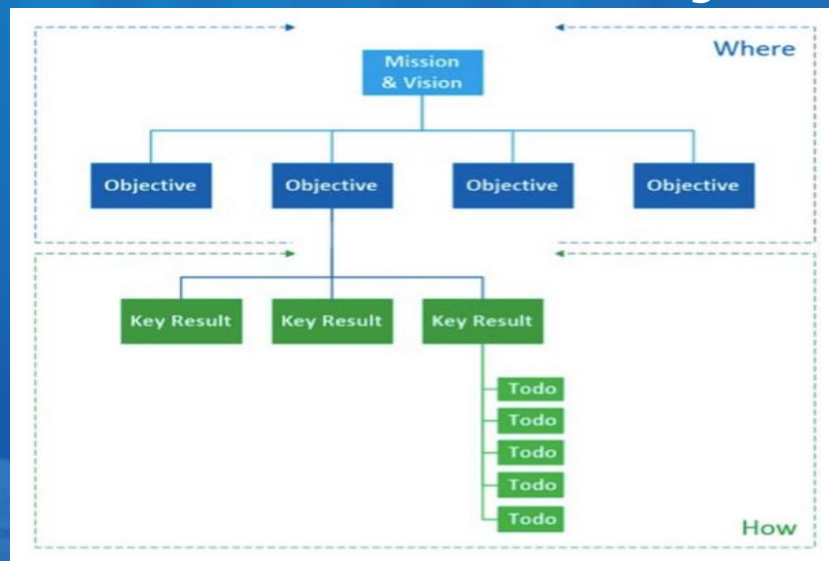 Where
Mission
& Vision
Objective
Objective
Objective
Objective
Key Result
Key Result
Key Result
Todo
Todo
Todo
Todo
Todo
How